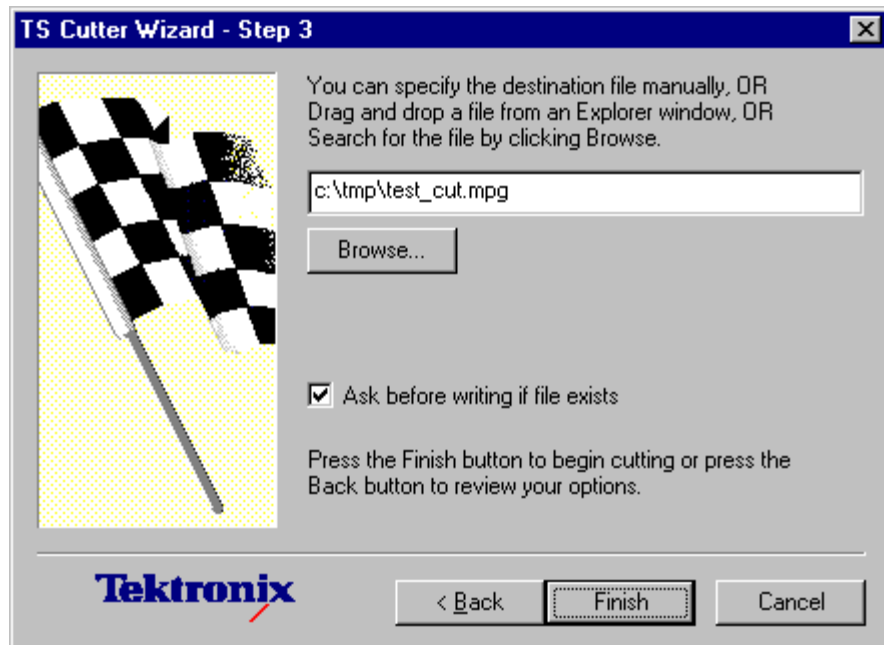 TS Cutter Wizard - Step 3
You can specify the destination file manually, OR
Drag and drop a file from an Explorer window, OR
Search for the file by clicking Browse.
c:\tmp\test_cut.mpg
Browse...
Ask before writing if file exists
Press the Finish button to begin cutting or press the
Back button to review your options.
Tektronix
< Back
Finish
Cancel